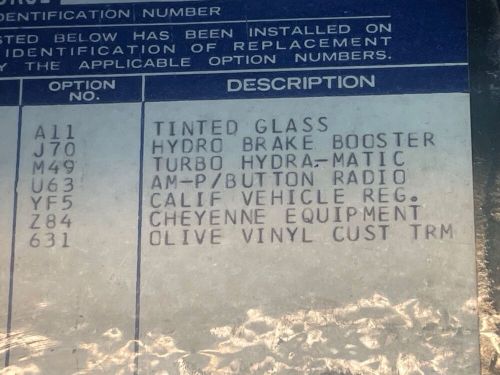 DENTIFICATION NUMBER
STED BELOW HAS BEEN INSTALLED ON
IDENTIFICATION OF REPLACEMENT
Y THE APPLICABLE OPTION NUMBERS.
OPTION NO. DESCRIPTION
A11 TINTED GLASS
J70 HYDRO BRAKE BOOSTER
M49 TURBO HYDRA-MATIC
U63 AM-P/BUTTON RADIO
YF5 CALIF VEHICLE REG.
Z84 CHEYENNE EQUIPMENT
631 OLIVE VINYL CUST TRM